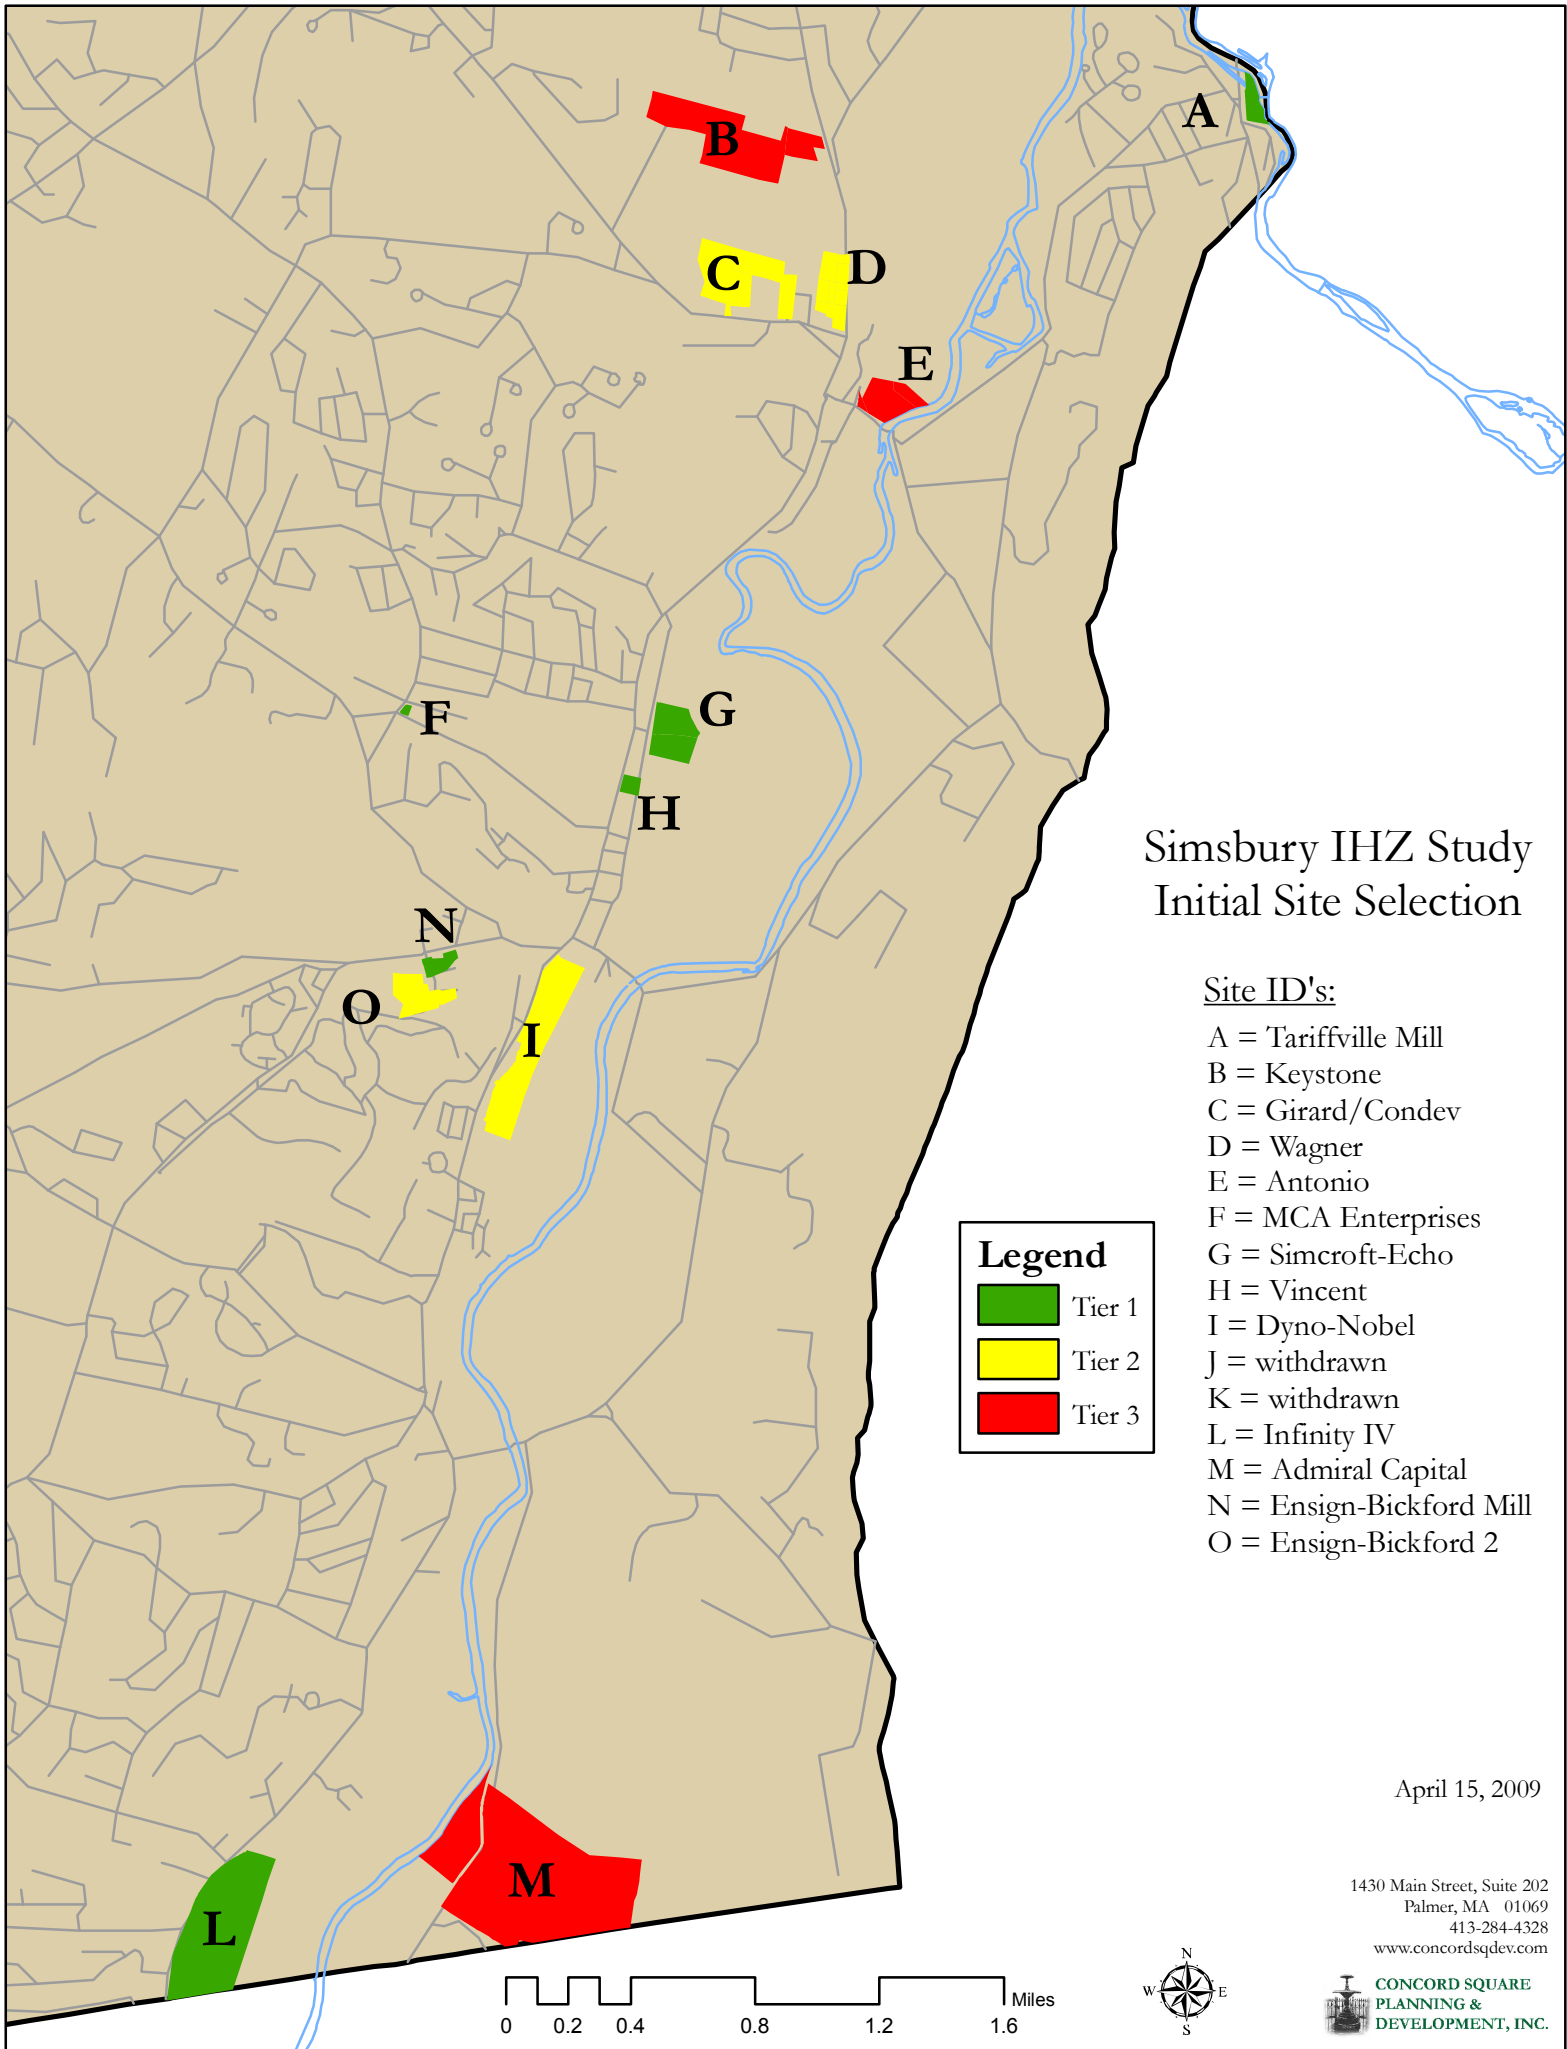 A
B
C
D
E
F
G
H
N
O
I
L
M
Simsbury IHZ Study
Initial Site Selection
Site ID's:
A = Tariffville Mill
B = Keystone
C = Girard/Condev
D = Wagner
E = Antonio
F = MCA Enterprises
G = Simcroft-Echo
H = Vincent
I = Dyno-Nobel
J = withdrawn
K = withdrawn
L = Infinity IV
M = Admiral Capital
N = Ensign-Bickford Mill
O = Ensign-Bickford 2
Legend
Tier 1
Tier 2
Tier 3
April 15, 2009
1430 Main Street, Suite 202
Palmer, MA 01069
413-284-4328
www.concordsqdev.com
N
W E
S
CONCORD SQUARE
PLANNING &
DEVELOPMENT, INC.
Miles
0 0.2 0.4 0.8 1.2 1.6